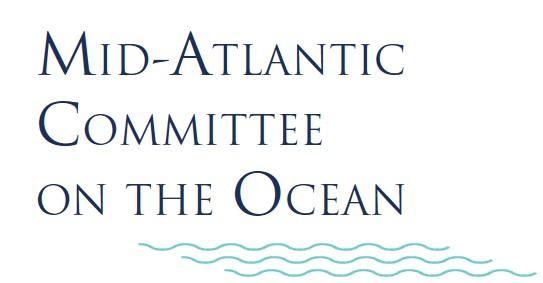 Mid-Atlantic
Committee
on the Ocean